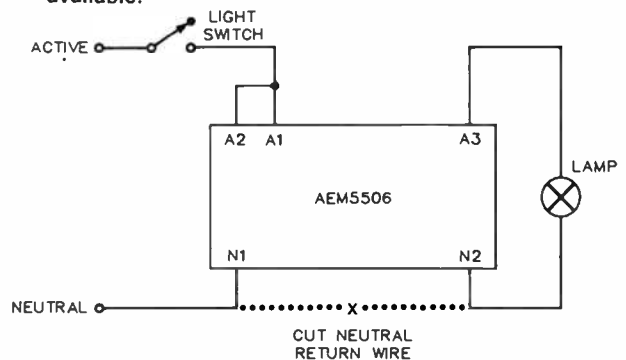 available.
LIGHT
SWITCH
ACTIVE
A2 A1 A3
LAMP
AEM5506
N1 N2
NEUTRAL
X
CUT NEUTRAL
RETURN WIRE